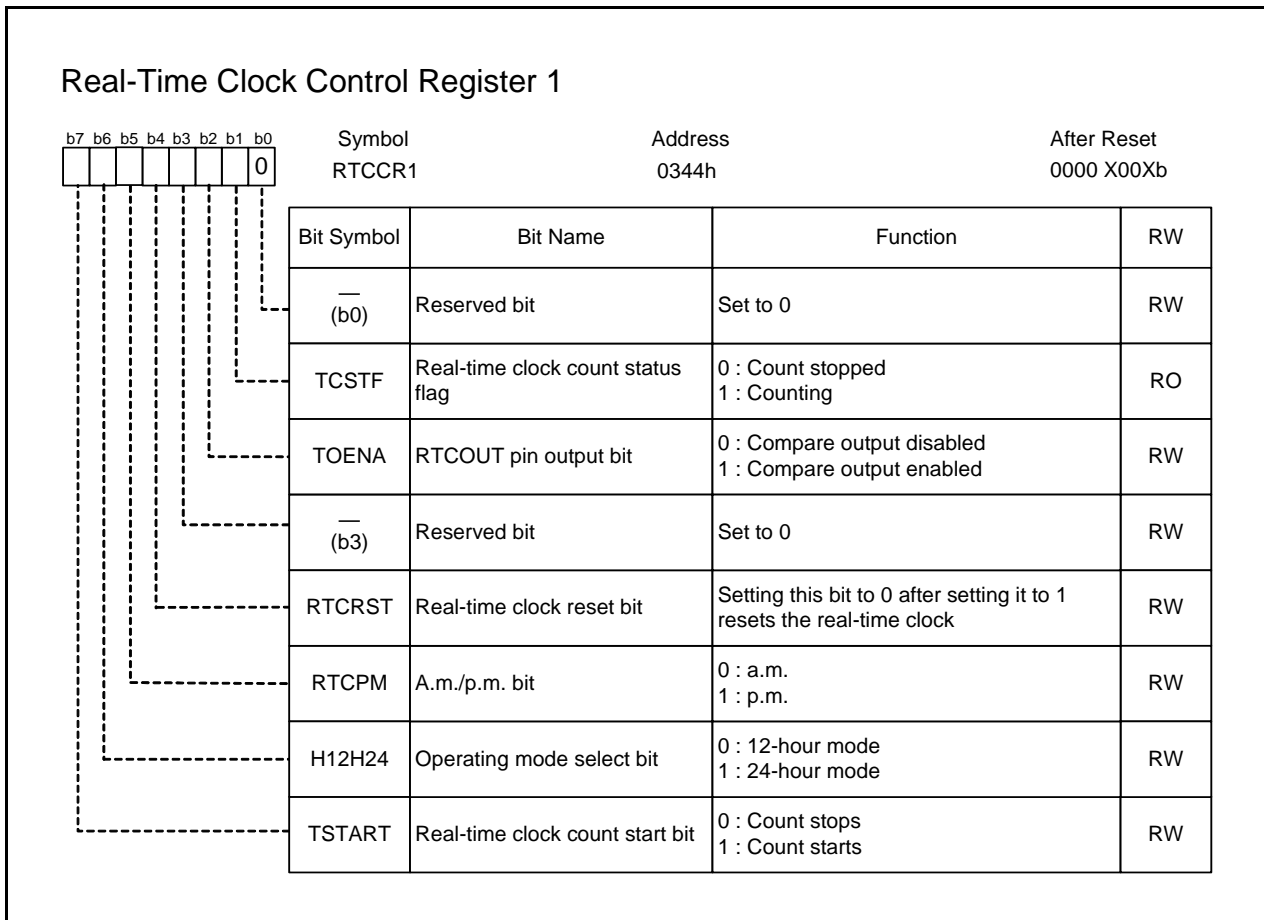 Real-Time Clock Control Register 1
b7 b6 b5 b4 b3 b2 b1 b0
0
Symbol Address After Reset
RTCCR1 0344h 0000 X00Xb
Bit Symbol Bit Name Function RW
— (b0) Reserved bit Set to 0 RW
TCSTF Real-time clock count status flag 0 : Count stopped
1 : Counting RO
TOENA RTCOUT pin output bit 0 : Compare output disabled
1 : Compare output enabled RW
— (b3) Reserved bit Set to 0 RW
RTCRST Real-time clock reset bit Setting this bit to 0 after setting it to 1
resets the real-time clock RW
RTCPM A.m./p.m. bit 0 : a.m.
1 : p.m. RW
H12H24 Operating mode select bit 0 : 12-hour mode
1 : 24-hour mode RW
TSTART Real-time clock count start bit 0 : Count stops
1 : Count starts RW